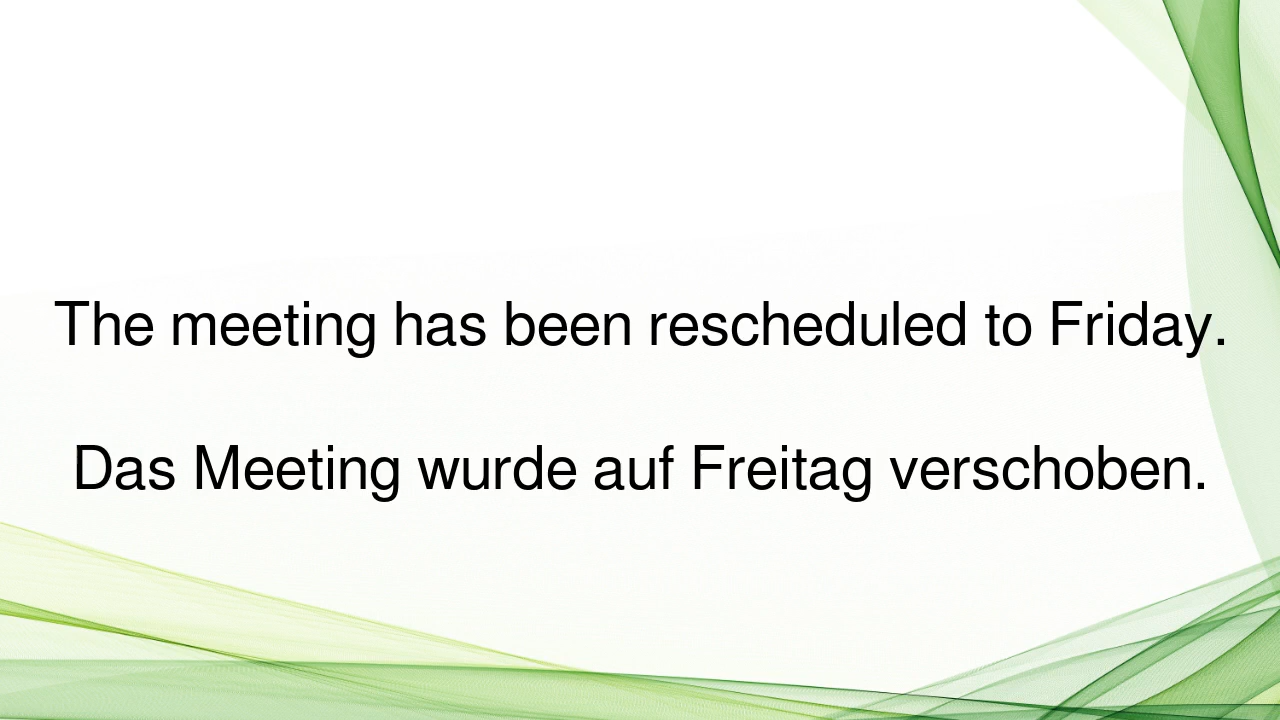 The meeting has been rescheduled to Friday.
Das Meeting wurde auf Freitag verschoben.